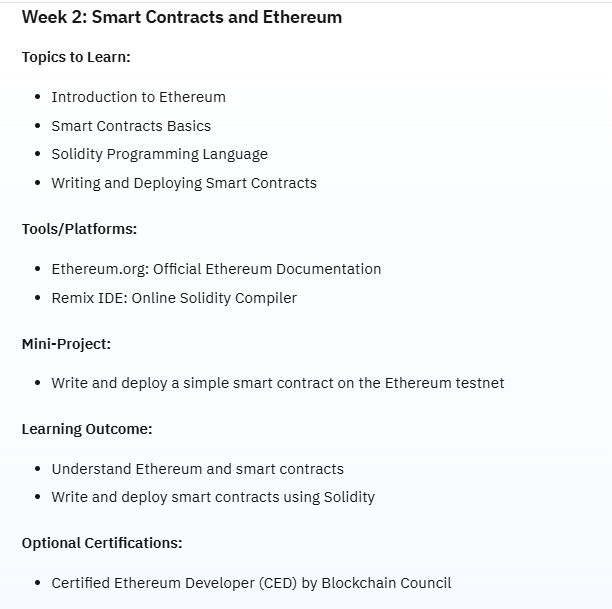 Week 2: Smart Contracts and Ethereum
Topics to Learn:
• Introduction to Ethereum
• Smart Contracts Basics
• Solidity Programming Language
• Writing and Deploying Smart Contracts
Tools/Platforms:
• Ethereum.org: Official Ethereum Documentation
• Remix IDE: Online Solidity Compiler
Mini-Project:
• Write and deploy a simple smart contract on the Ethereum testnet
Learning Outcome:
• Understand Ethereum and smart contracts
• Write and deploy smart contracts using Solidity
Optional Certifications:
• Certified Ethereum Developer (CED) by Blockchain Council